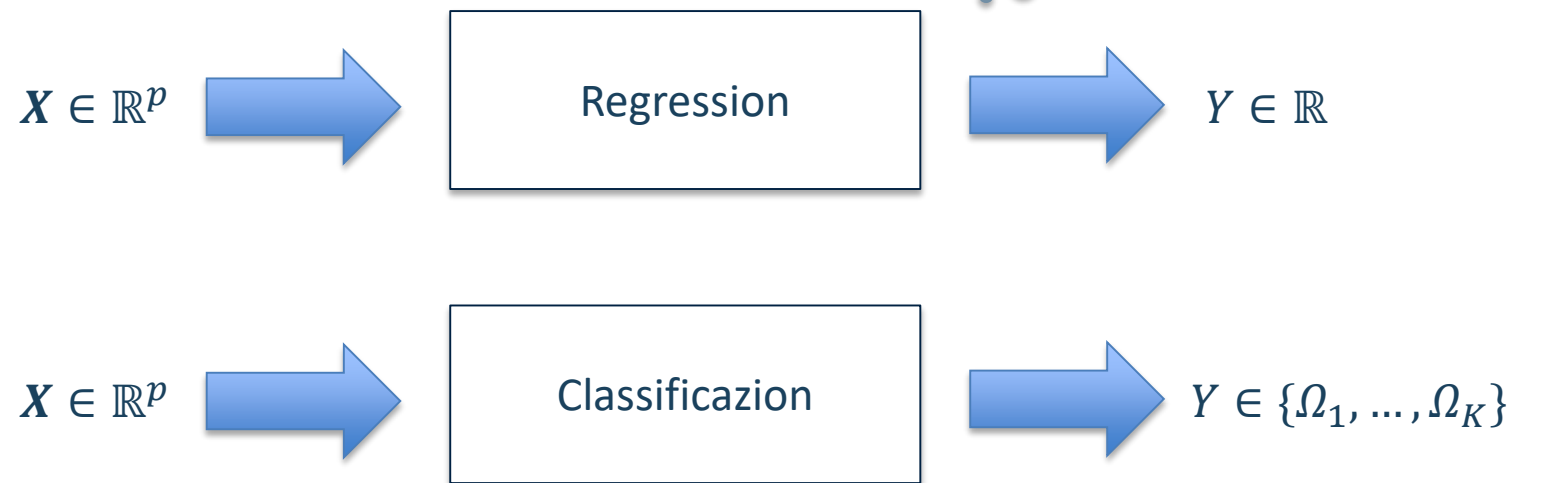 X ∈ ℝ^p Regression Y ∈ ℝ
X ∈ ℝ^p Classificazion Y ∈ {Ω_1, … , Ω_K}